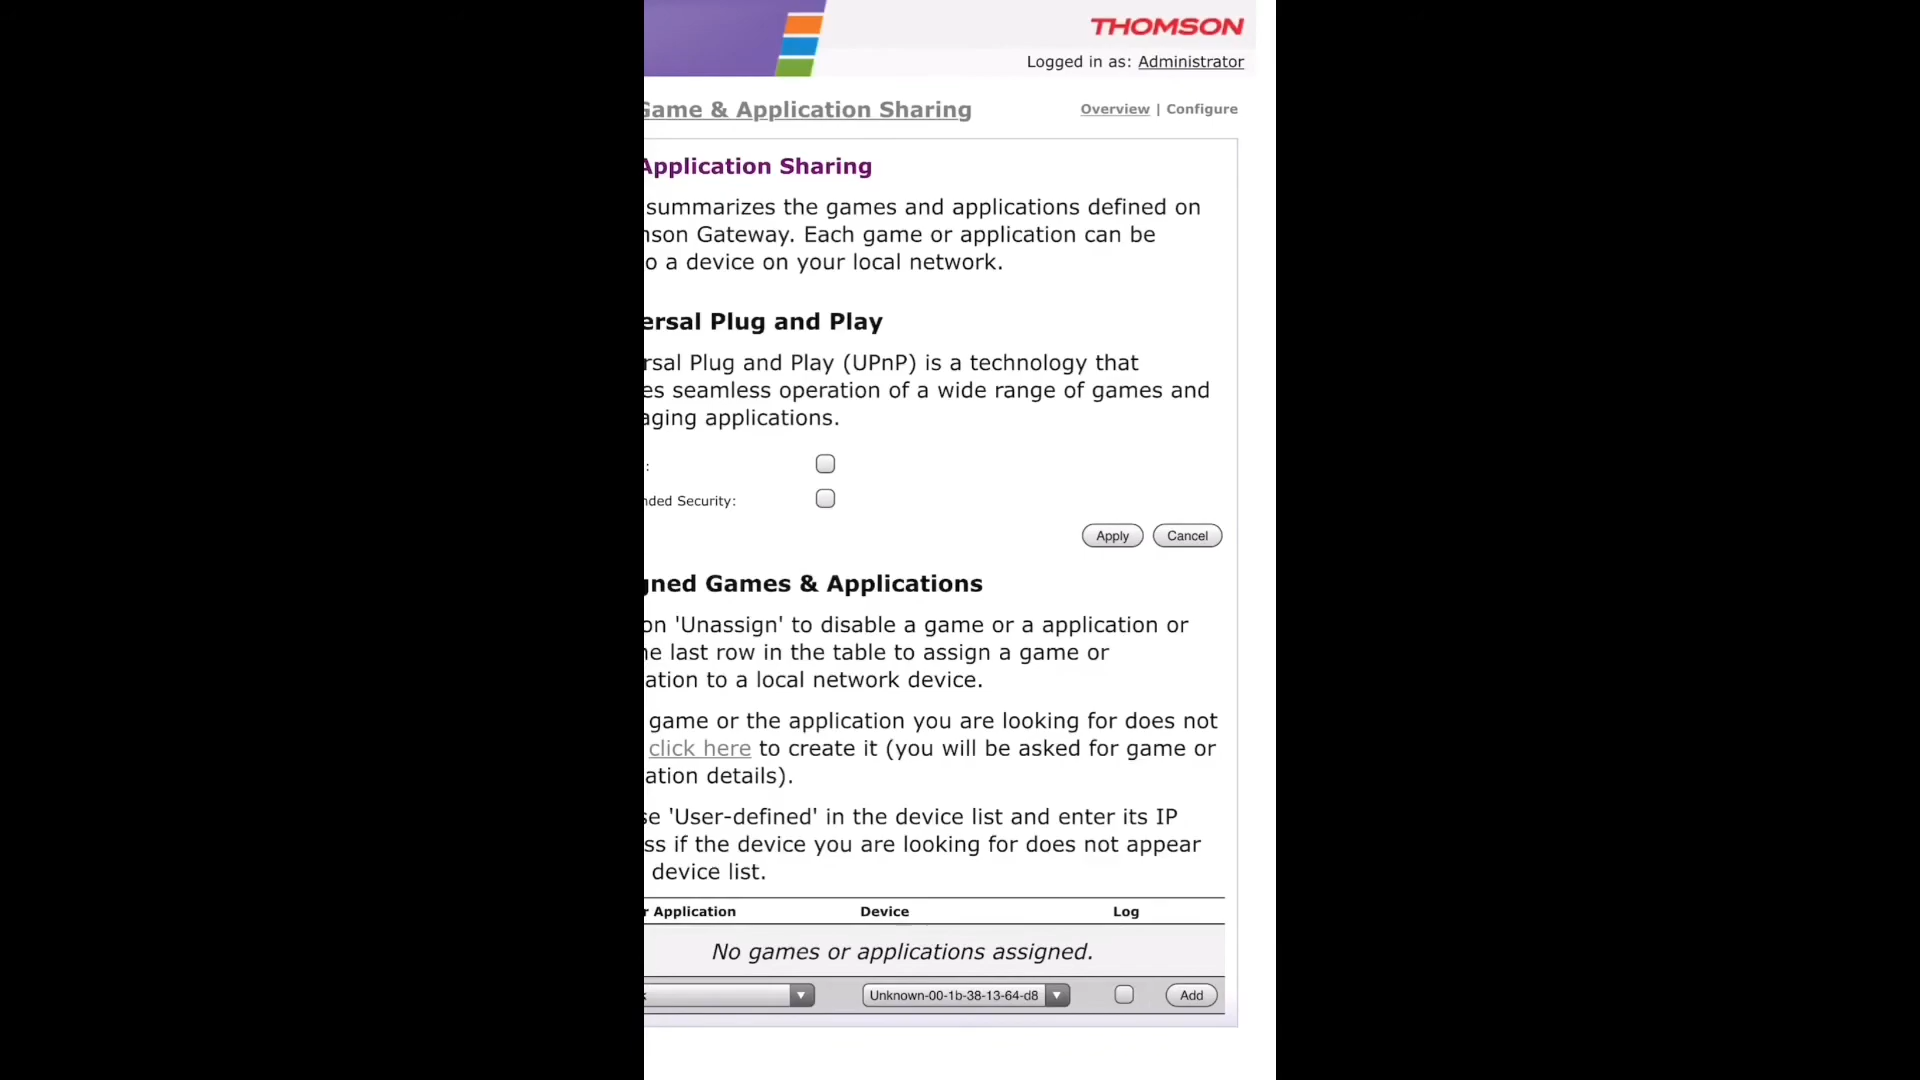 THOMSON
Logged in as: Administrator
Game & Application Sharing
Overview | Configure
Application Sharing
summarizes the games and applications defined on
nson Gateway. Each game or application can be
o a device on your local network.
ersal Plug and Play
rsal Plug and Play (UPnP) is a technology that
es seamless operation of a wide range of games and
aging applications.
:
nded Security:
Apply Cancel
gned Games & Applications
on 'Unassign' to disable a game or a application or
he last row in the table to assign a game or
ation to a local network device.
game or the application you are looking for does not
click here to create it (you will be asked for game or
ation details).
se 'User-defined' in the device list and enter its IP
ss if the device you are looking for does not appear
device list.
r Application Device Log
No games or applications assigned.
Unknown-00-1b-38-13-64-d8 Add